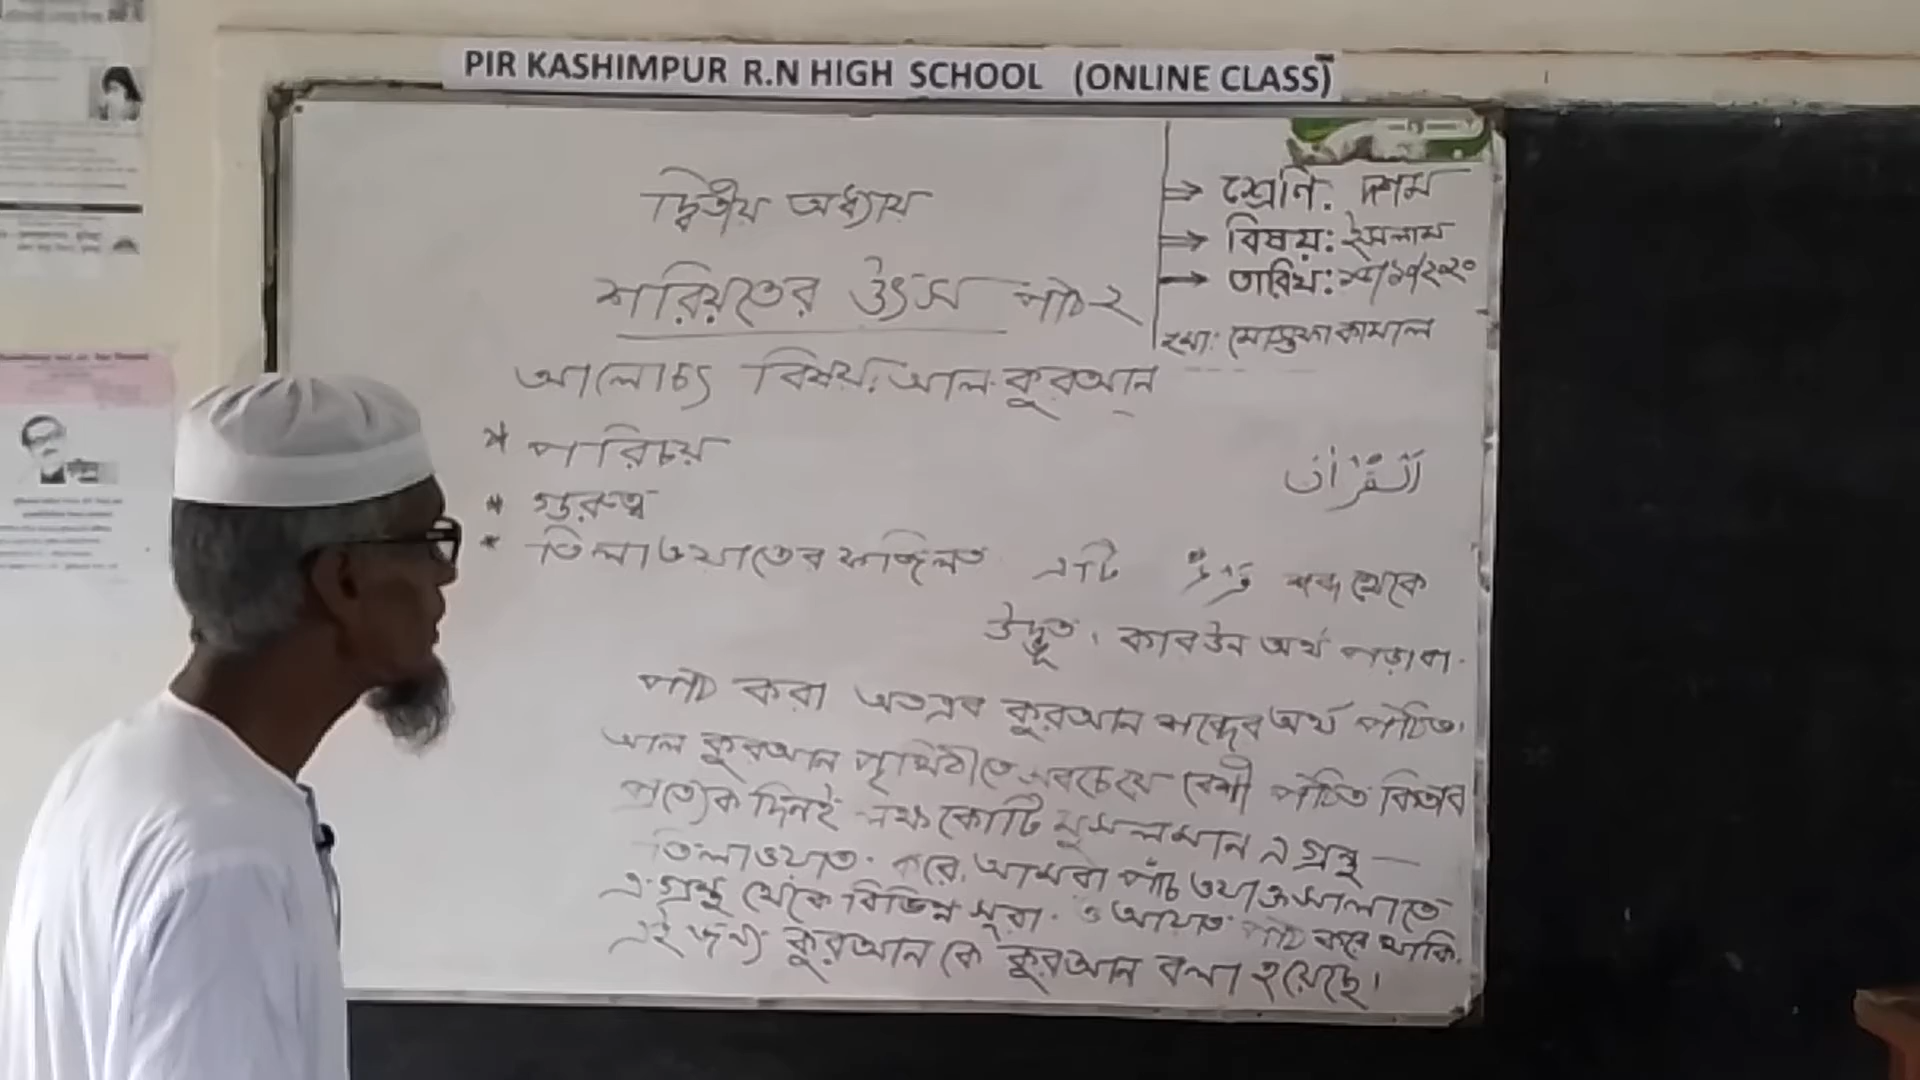 PIR KASHIMPUR R.N HIGH SCHOOL (ONLINE CLASS)
দ্বিতীয় অধ্যায়
শরিয়তের উৎস পাঠ-২
→ শ্রেণি: দশম
→ বিষয়: ইসলাম
→ তারিখ:
মোস্তফা কামাল
আলোচ্য বিষয়: আল-কুরআন
* পরিচয়
* গুরুত্ব
* তিলাওয়াতের ফজিলত
القران
এটি শব্দ থেকে
উদ্ভূত। কারউন অর্থ পড়া বা
পাঠ করা অতএব কুরআন শব্দের অর্থ পঠিত।
আল কুরআন পৃথিবীতে সবচেয়ে বেশী পঠিত কিতাব
প্রত্যেক দিনই লক্ষ কোটি মুসলমান এ গ্রন্থ —
তিলাওয়াত করে, আমরা পাঁচ ওয়াক্ত সালাতে
এ গ্রন্থ থেকে বিভিন্ন সূরা ও আয়াত পাঠ করে থাকি
এই জন্য কুরআন কে কুরআন বলা হয়েছে।